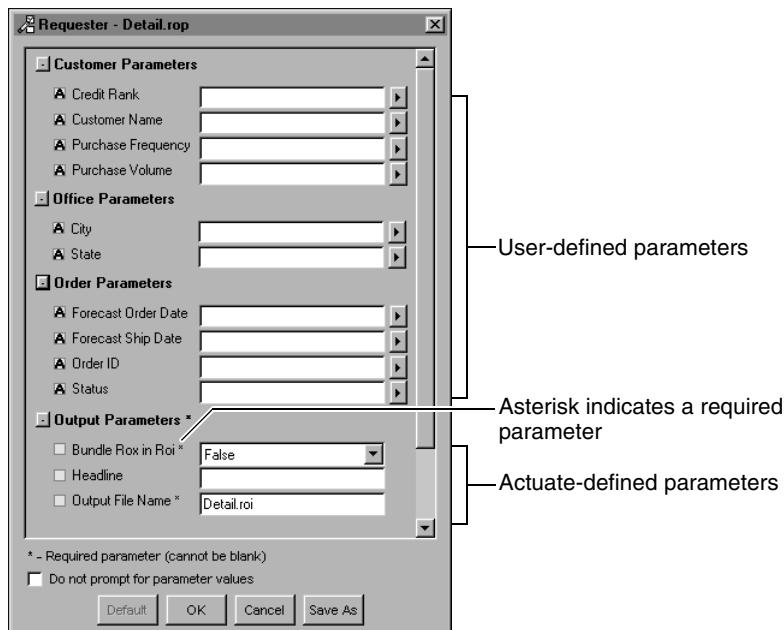 Requester - Detail.rop
Customer Parameters
A Credit Rank
A Customer Name
A Purchase Frequency
A Purchase Volume
Office Parameters
A City
A State
User-defined parameters
Order Parameters
A Forecast Order Date
A Forecast Ship Date
A Order ID
A Status
Asterisk indicates a required
parameter
Output Parameters *
Bundle Rox in Roi * False
Headline
Actuate-defined parameters
Output File Name * Detail.roi
* - Required parameter (cannot be blank)
Do not prompt for parameter values
Default OK Cancel Save As